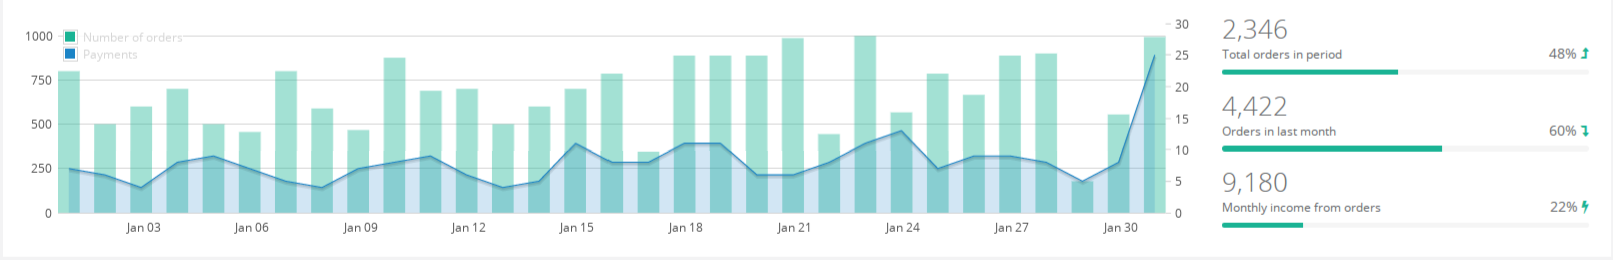 Number of orders
Payments
1000
750
500
250
0
30
25
20
15
10
5
0
Jan 03 Jan 06 Jan 09 Jan 12 Jan 15 Jan 18 Jan 21 Jan 24 Jan 27 Jan 30
2,346
Total orders in period 48%
4,422
Orders in last month 60%
9,180
Monthly income from orders 22%